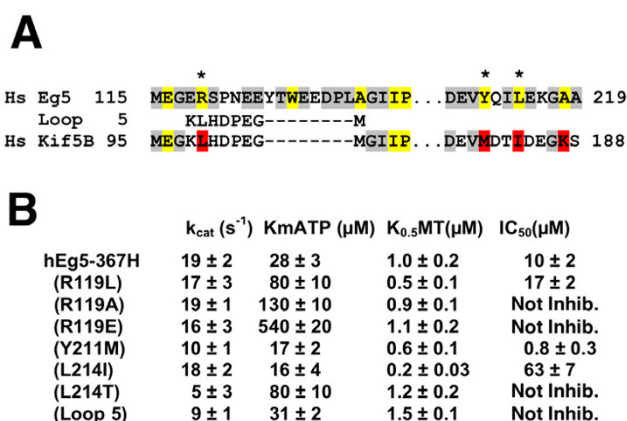 A
* * *
Hs Eg5 115 MEGERSPNEEYTWEEDPLAGIIP...DEVYQILEKGAA 219
Loop 5 KLHDPEG--------M
Hs Kif5B 95 MEGKLHDPEG--------MGIIP...DEVMDTIDEGKS 188
B
kcat (s⁻¹) KmATP (µM) K0.5MT(µM) IC50(µM)
hEg5-367H 19 ± 2 28 ± 3 1.0 ± 0.2 10 ± 2
(R119L) 17 ± 3 80 ± 10 0.5 ± 0.1 17 ± 2
(R119A) 19 ± 1 130 ± 10 0.9 ± 0.1 Not Inhib.
(R119E) 16 ± 3 540 ± 20 1.1 ± 0.2 Not Inhib.
(Y211M) 10 ± 1 17 ± 2 0.6 ± 0.1 0.8 ± 0.3
(L214I) 18 ± 2 16 ± 4 0.2 ± 0.03 63 ± 7
(L214T) 5 ± 3 80 ± 10 1.2 ± 0.2 Not Inhib.
(Loop 5) 9 ± 1 31 ± 2 1.5 ± 0.1 Not Inhib.